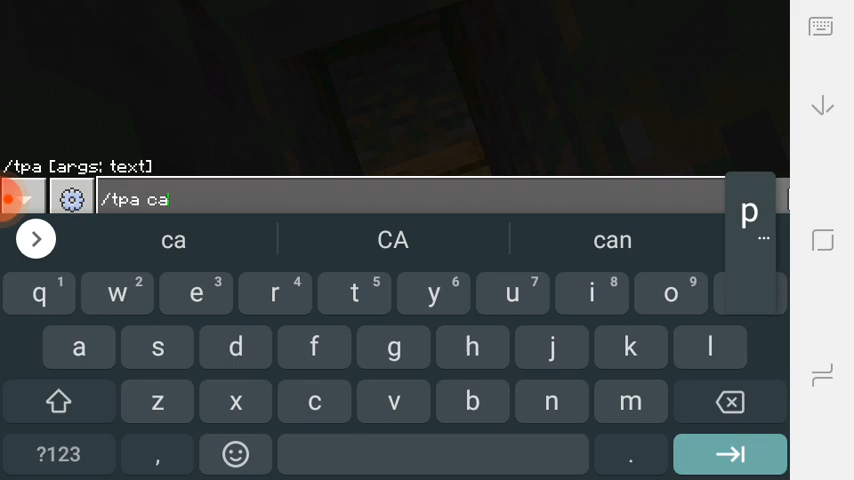 /tpa [args: text]
/tpa ca
p
...
ca CA can
q 1 w 2 e 3 r 4 t 5 y 6 u 7 i 8 o 9
a s d f g h j k l
z x c v b n m
?123 , .